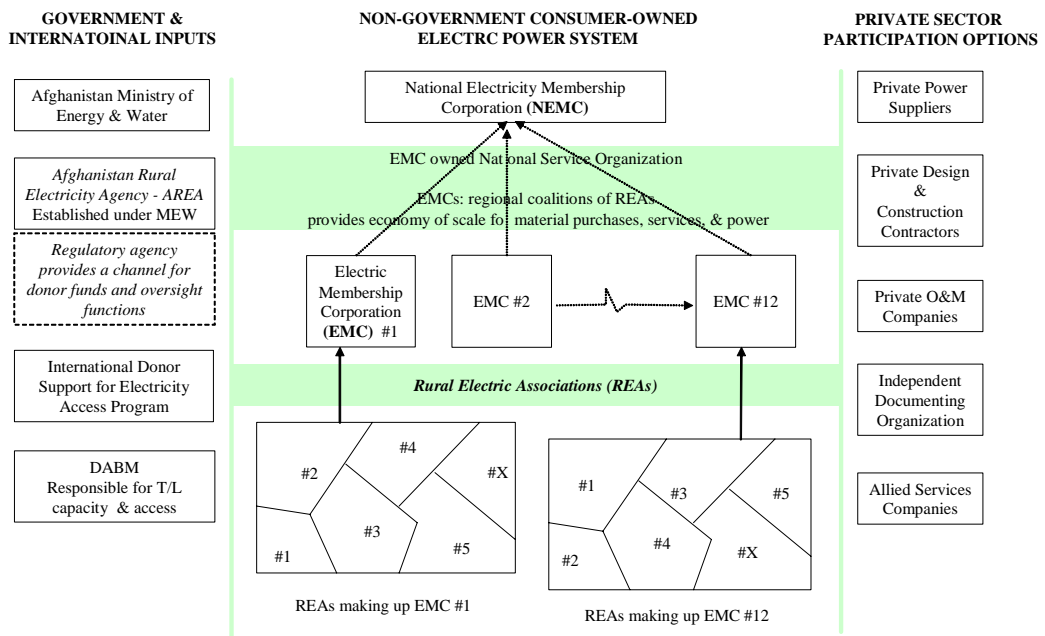 GOVERNMENT &
INTERNATOINAL INPUTS
Afghanistan Ministry of
Energy & Water
Afghanistan Rural
Electricity Agency - AREA
Established under MEW
Regulatory agency
provides a channel for
donor funds and oversight
functions
International Donor
Support for Electricity
Access Program
DABM
Responsible for T/L
capacity & access
NON-GOVERNMENT CONSUMER-OWNED
ELECTRC POWER SYSTEM
National Electricity Membership
Corporation (NEMC)
EMC owned National Service Organization
EMCs: regional coalitions of REAs
provides economy of scale for material purchases, services, & power
Electric
Membership
Corporation
(EMC) #1
EMC #2
EMC #12
Rural Electric Associations (REAs)
#2
#4
#X
#3
#1
#5
REAs making up EMC #1
#1
#3
#5
#4
#2
#X
REAs making up EMC #12
PRIVATE SECTOR
PARTICIPATION OPTIONS
Private Power
Suppliers
Private Design
&
Construction
Contractors
Private O&M
Companies
Independent
Documenting
Organization
Allied Services
Companies